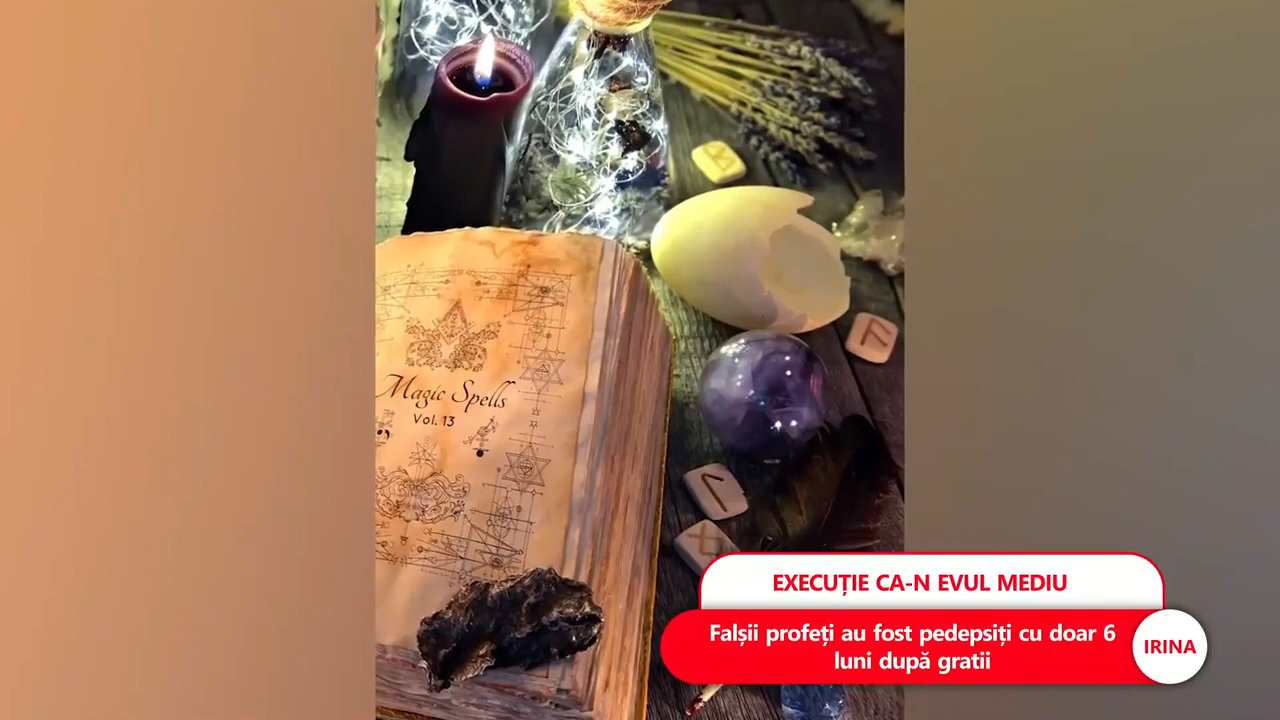 Magic Spells
Vol. 13
EXECUȚIE CA-N EVUL MEDIU
Falșii profeți au fost pedepsiți cu doar 6
luni după gratii
IRINA